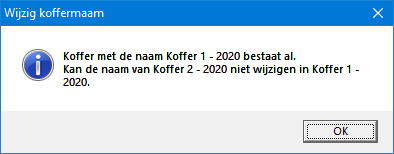 Wijzig koffermaam
Koffer met de naam Koffer 1 - 2020 bestaat al.
Kan de naam van Koffer 2 - 2020 niet wijzigen in Koffer 1 -
2020.
OK